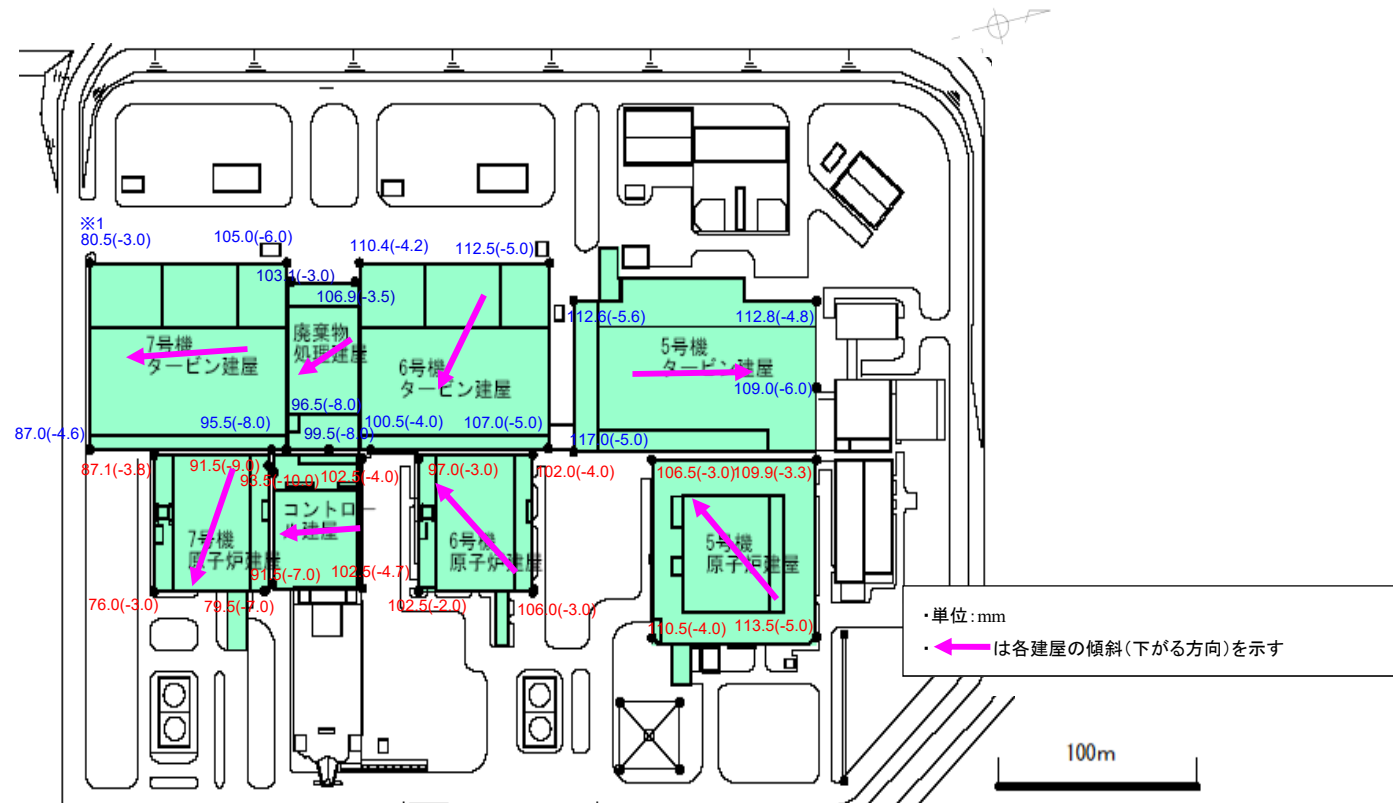 ※1
80.5(-3.0)
105.0(-6.0)
110.4(-4.2)
112.5(-5.0)
103.1(-3.0)
106.9(-3.5)
112.6(-5.6)
112.8(-4.8)
7号機
タービン建屋
廃棄物
処理建屋
6号機
タービン建屋
5号機
タービン建屋
109.0(-6.0)
96.5(-8.0)
95.5(-8.0)
99.5(-8.0)
100.5(-4.0)
107.0(-5.0)
117.0(-5.0)
87.0(-4.6)
87.1(-3.8)
91.5(-9.0)
93.5(-10.0)
102.5(-4.0)
97.0(-3.0)
102.0(-4.0)
106.5(-3.0)
109.9(-3.3)
7号機
原子炉建屋
コントロー
ル建屋
6号機
原子炉建屋
5号機
原子炉建屋
91.5(-7.0)
102.5(-4.7)
76.0(-3.0)
79.5(-7.0)
102.5(-2.0)
106.0(-3.0)
110.5(-4.0)
113.5(-5.0)
・単位:mm
・は各建屋の傾斜(下がる方向)を示す
100m